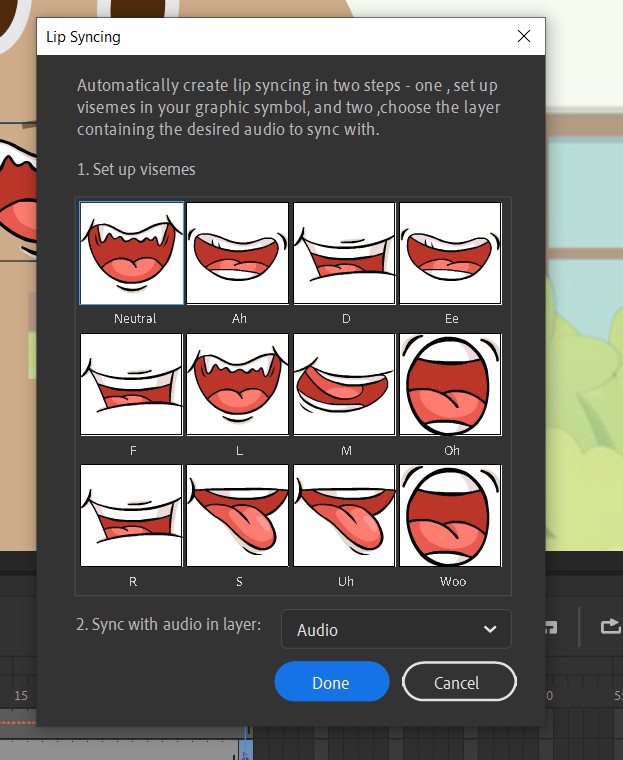 Lip Syncing
Automatically create lip syncing in two steps - one , set up
visemes in your graphic symbol, and two ,choose the layer
containing the desired audio to sync with.
1. Set up visemes
Neutral Ah D Ee
F L M Oh
R S Uh Woo
2. Sync with audio in layer: Audio
Done Cancel
15